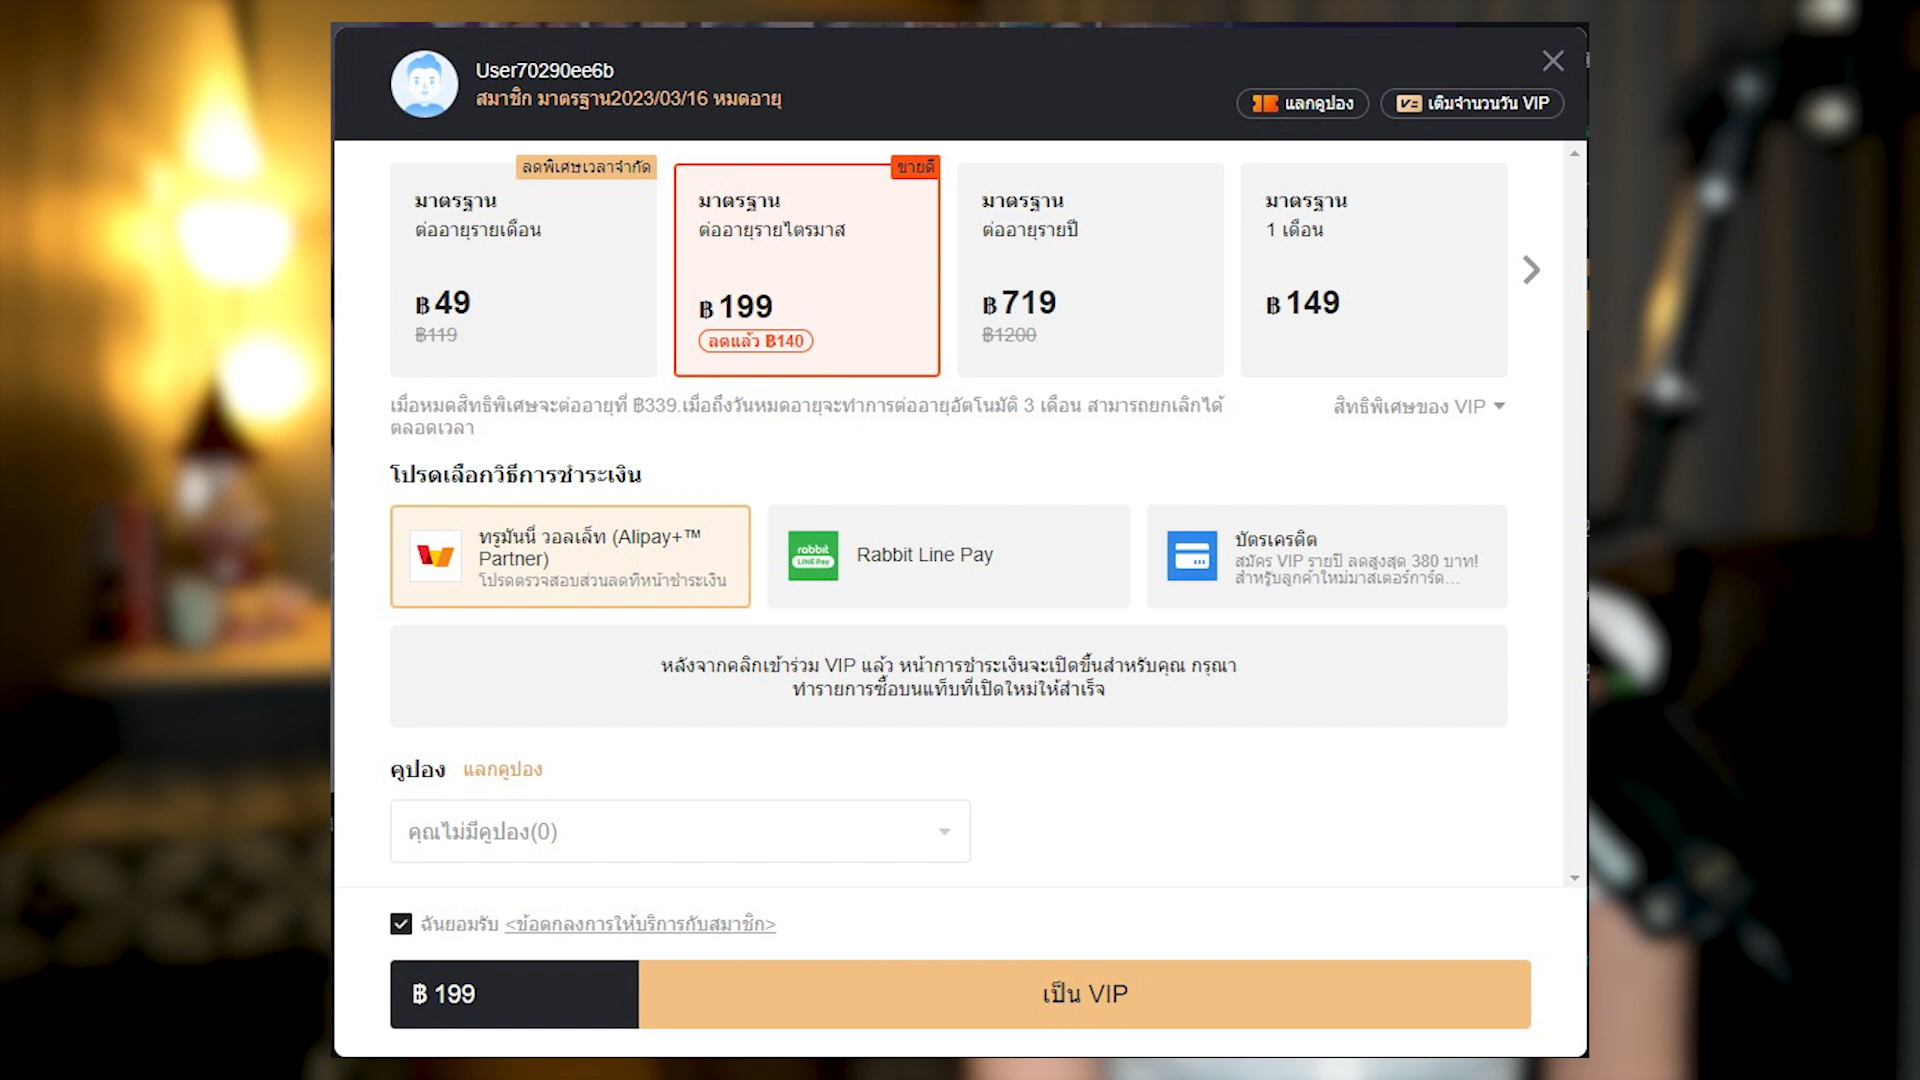 User70290ee6b
สมาชิก มาตรฐาน2023/03/16 หมดอายุ
แลกคูปอง
เติมจำนวนวัน VIP
ลดพิเศษเวลาจำกัด
มาตรฐาน
ต่ออายุรายเดือน
฿49
฿119
ขายดี
มาตรฐาน
ต่ออายุรายไตรมาส
฿199
ลดแล้ว ฿140
มาตรฐาน
ต่ออายุรายปี
฿719
฿1200
มาตรฐาน
1 เดือน
฿149
เมื่อหมดสิทธิพิเศษจะต่ออายุที่ ฿339.เมื่อถึงวันหมดอายุจะทำการต่ออายุอัตโนมัติ 3 เดือน สามารถยกเลิกได้
ตลอดเวลา
สิทธิพิเศษของ VIP
โปรดเลือกวิธีการชำระเงิน
ทรูมันนี่ วอลเล็ท (Alipay+™
Partner)
โปรดตรวจสอบส่วนลดที่หน้าชำระเงิน
rabbit
LINE Pay
Rabbit Line Pay
บัตรเครดิต
สมัคร VIP รายปี ลดสูงสุด 380 บาท!
สำหรับลูกค้าใหม่มาสเตอร์การ์ด...
หลังจากคลิกเข้าร่วม VIP แล้ว หน้าการชำระเงินจะเปิดขึ้นสำหรับคุณ กรุณา
ทำรายการซื้อบนแท็บที่เปิดใหม่ให้สำเร็จ
คูปอง แลกคูปอง
คุณไม่มีคูปอง(0)
ฉันยอมรับ <ข้อตกลงการให้บริการกับสมาชิก>
฿ 199
เป็น VIP